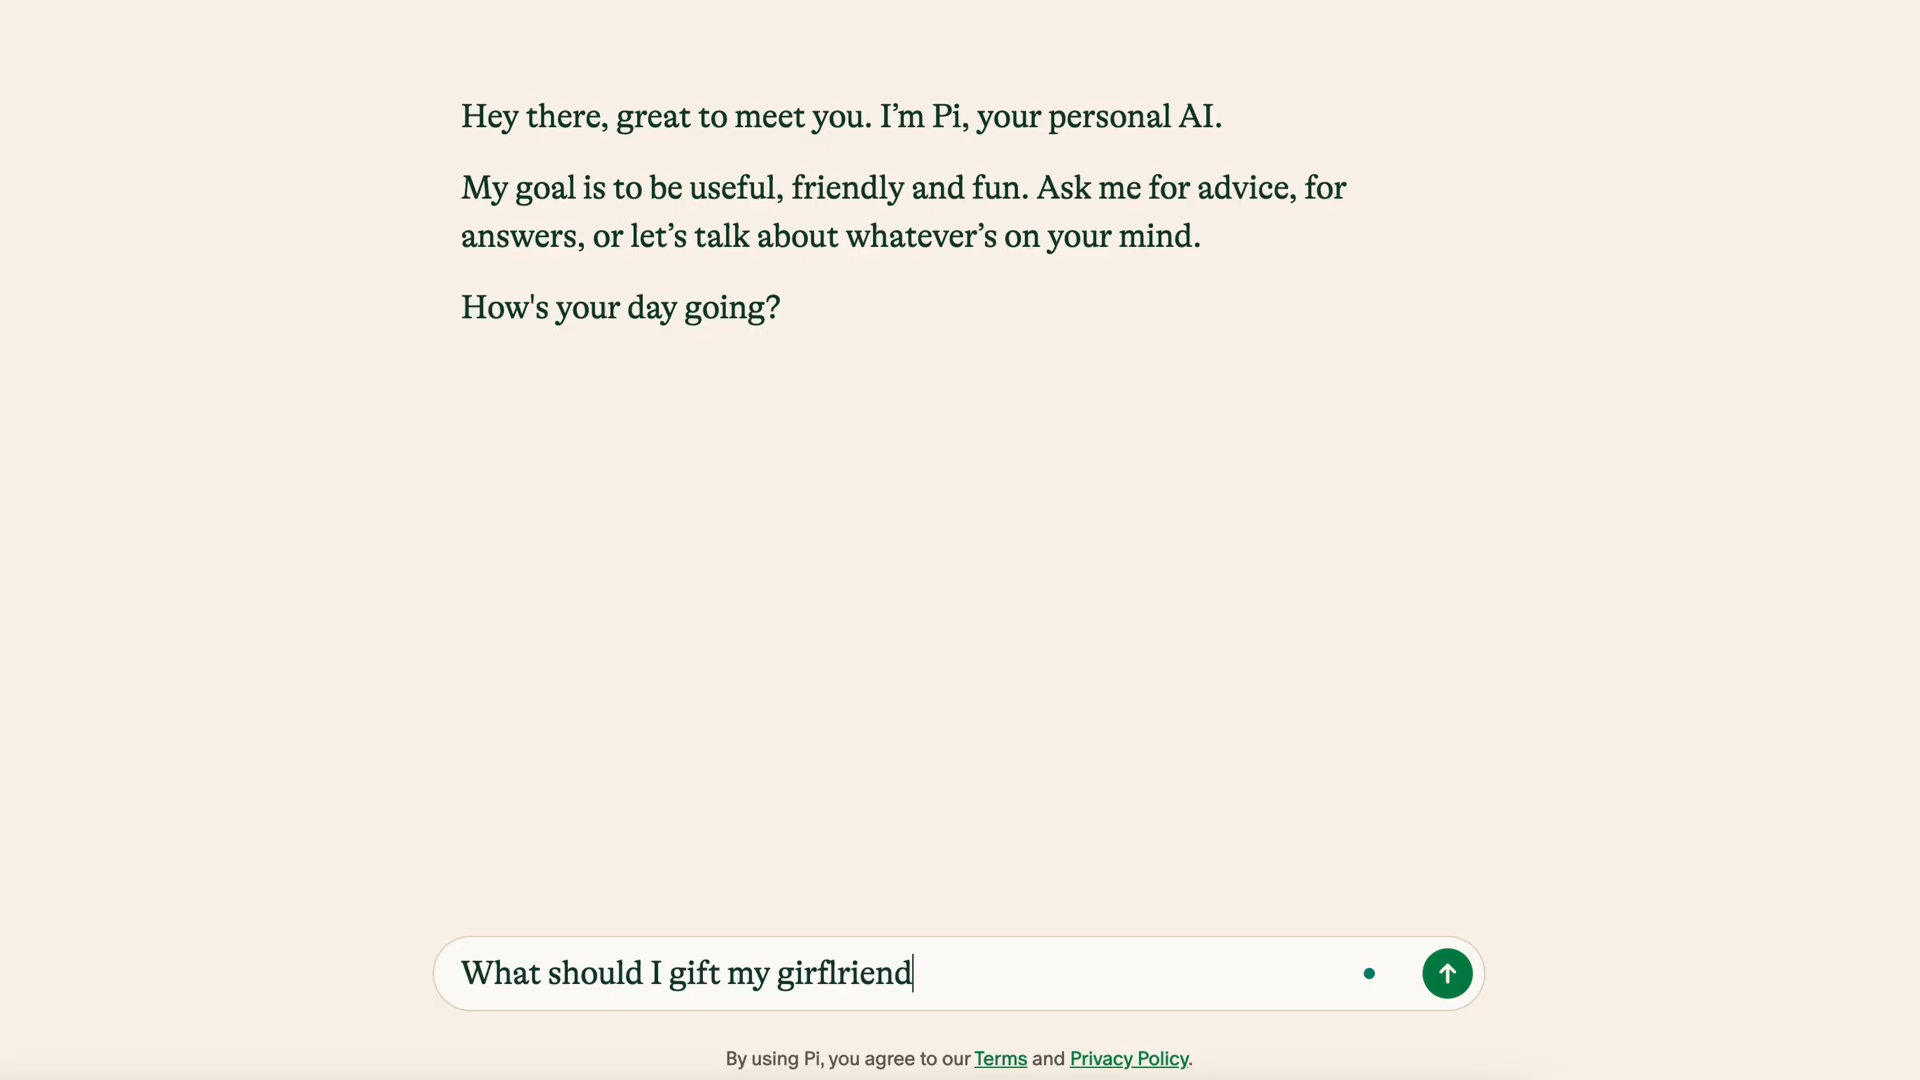 Hey there, great to meet you. I’m Pi, your personal AI.
My goal is to be useful, friendly and fun. Ask me for advice, for
answers, or let’s talk about whatever’s on your mind.
How's your day going?
What should I gift my girflriend
By using Pi, you agree to our Terms and Privacy Policy.